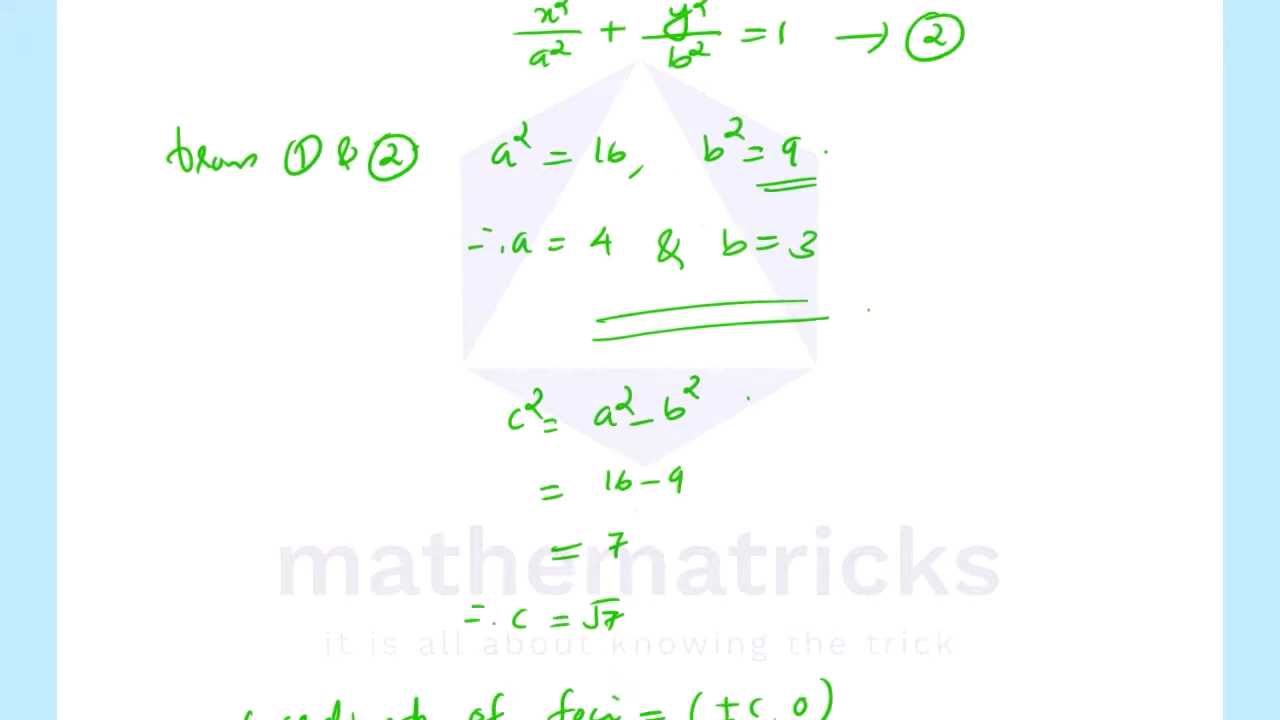 x²/a² + y²/b² = 1 → ②
from ① & ② a² = 16, b² = 9.
∴ a = 4 & b = 3
c² = a² - b²
= 16 - 9
= 7
mathematricks
∴ c = √7
it is all about knowing the trick
of foci = (±c, 0)